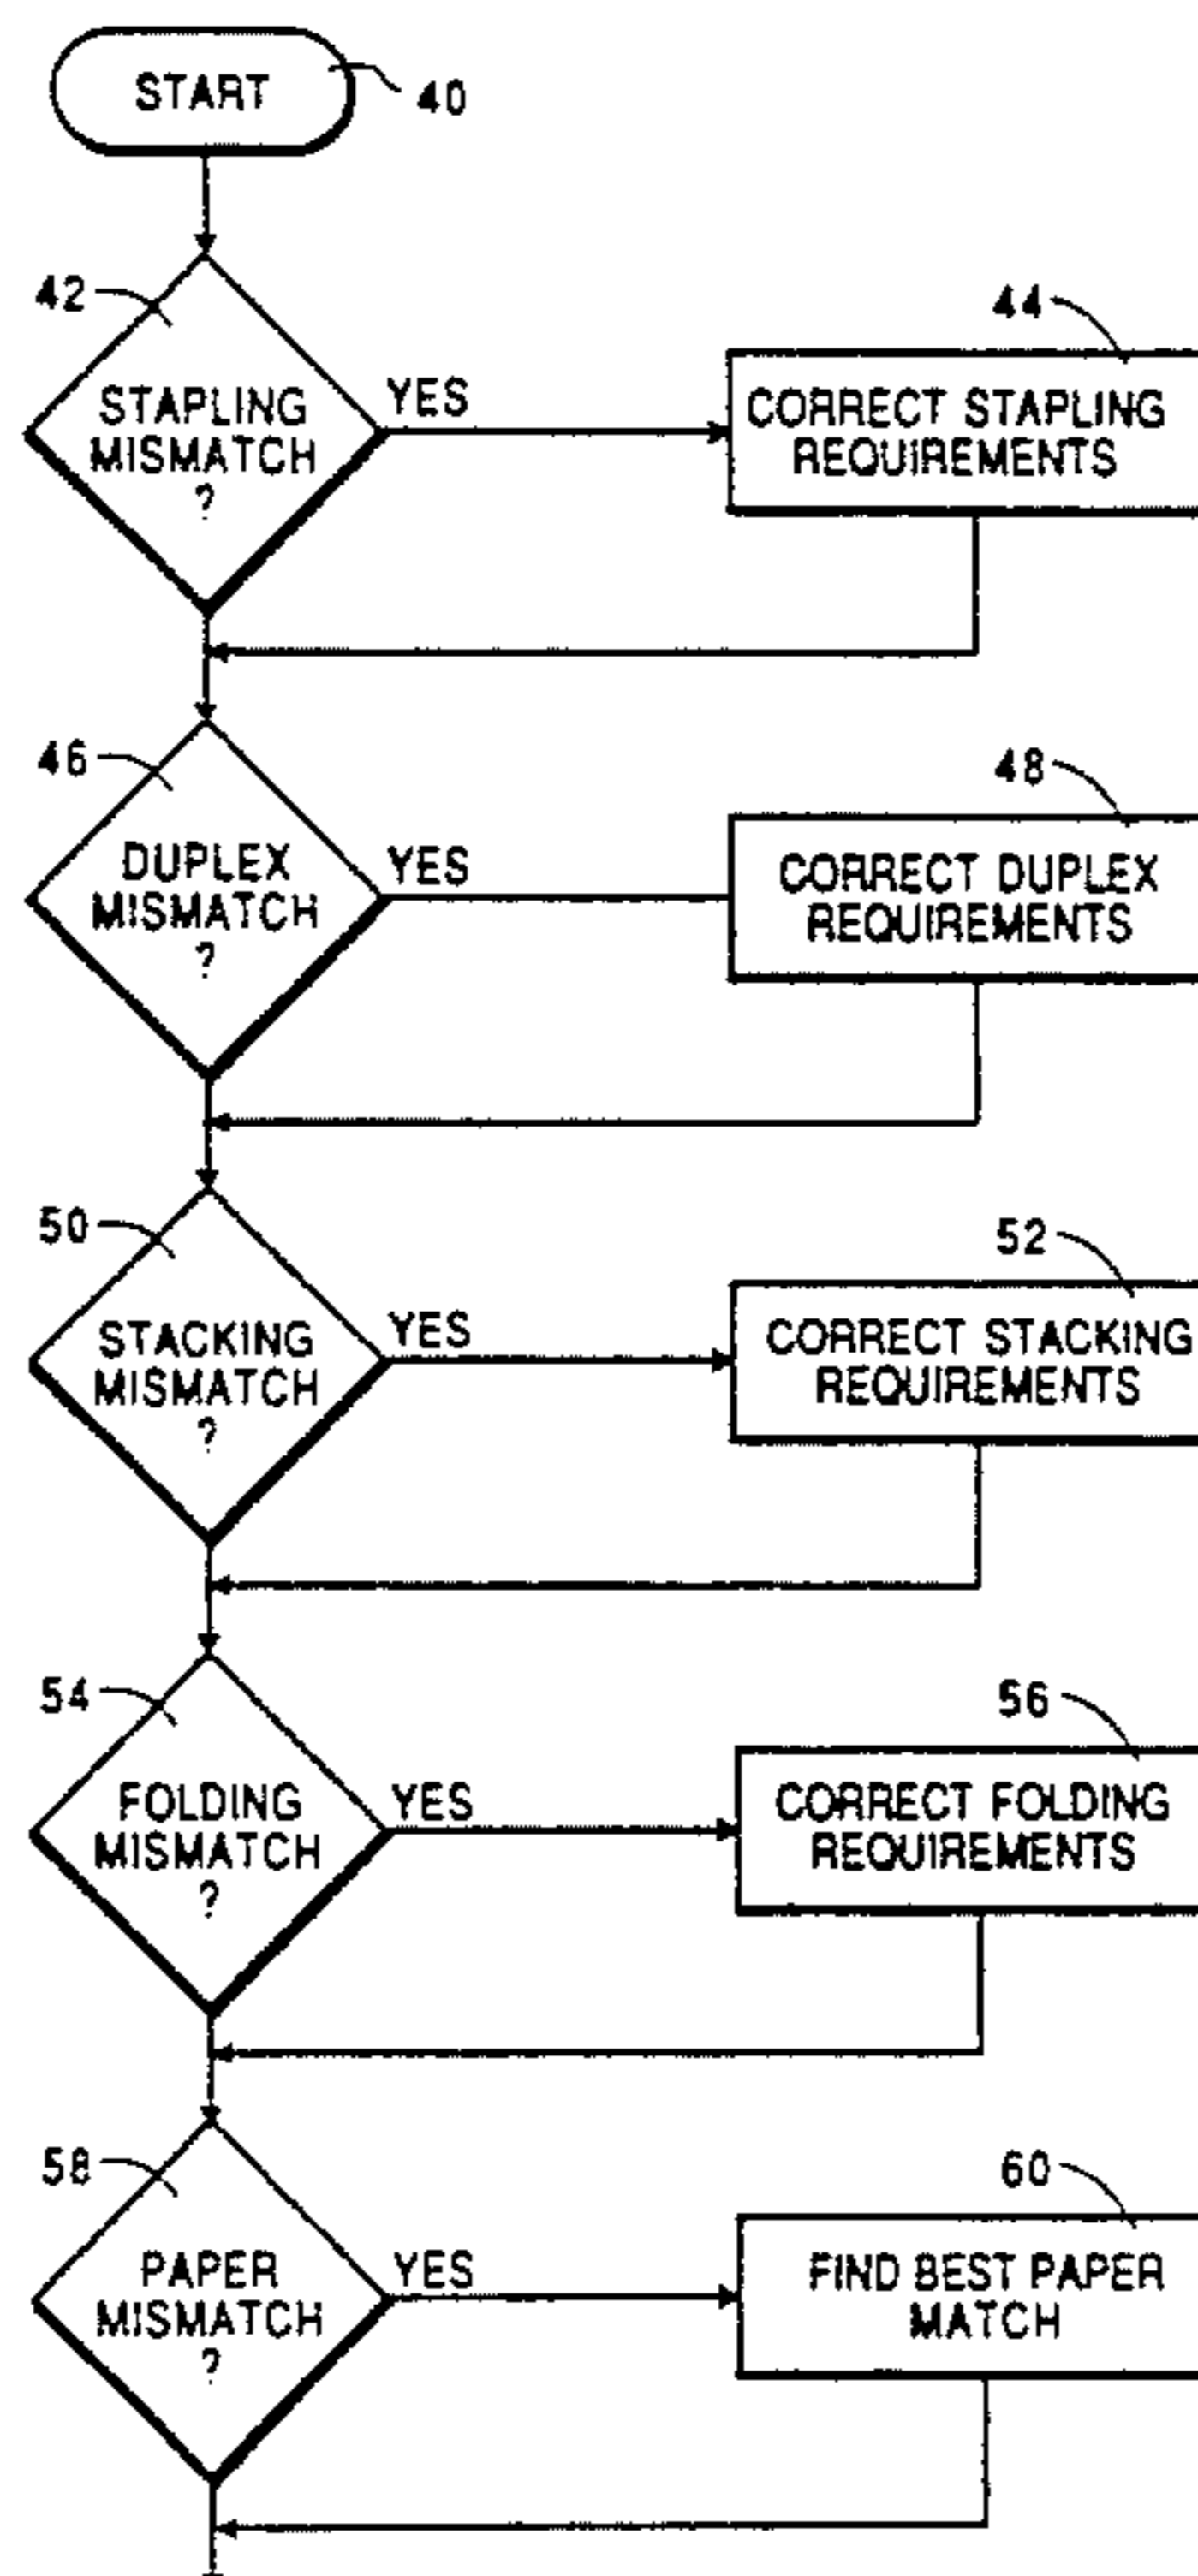 START
40
42
STAPLING
MISMATCH
?
YES
44
CORRECT STAPLING
REQUIREMENTS
46
DUPLEX
MISMATCH
?
YES
48
CORRECT DUPLEX
REQUIREMENTS
50
STACKING
MISMATCH
?
YES
52
CORRECT STACKING
REQUIREMENTS
54
FOLDING
MISMATCH
?
YES
56
CORRECT FOLDING
REQUIREMENTS
58
PAPER
MISMATCH
?
YES
60
FIND BEST PAPER
MATCH